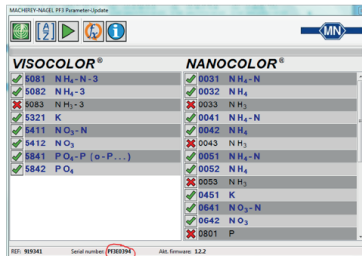 MACHEREY-NAGEL PF3 Parameter-Update
MN
VISOCOLOR®
5081 NH₄-N-3
5082 NH₄-3
5083 NH₃-3
5321 K
5411 NO₃-N
5412 NO₃
5841 PO₄-P (o-P...)
5842 PO₄
NANOCOLOR®
0031 NH₄-N
0032 NH₄
0033 NH₃
0041 NH₄-N
0042 NH₄
0043 NH₃
0051 NH₄-N
0052 NH₄
0053 NH₃
0451 K
0641 NO₃-N
0642 NO₃
0801 P
REF: 919341 Serial number: PF3E0394 Akt. Firmware: 1.2.2